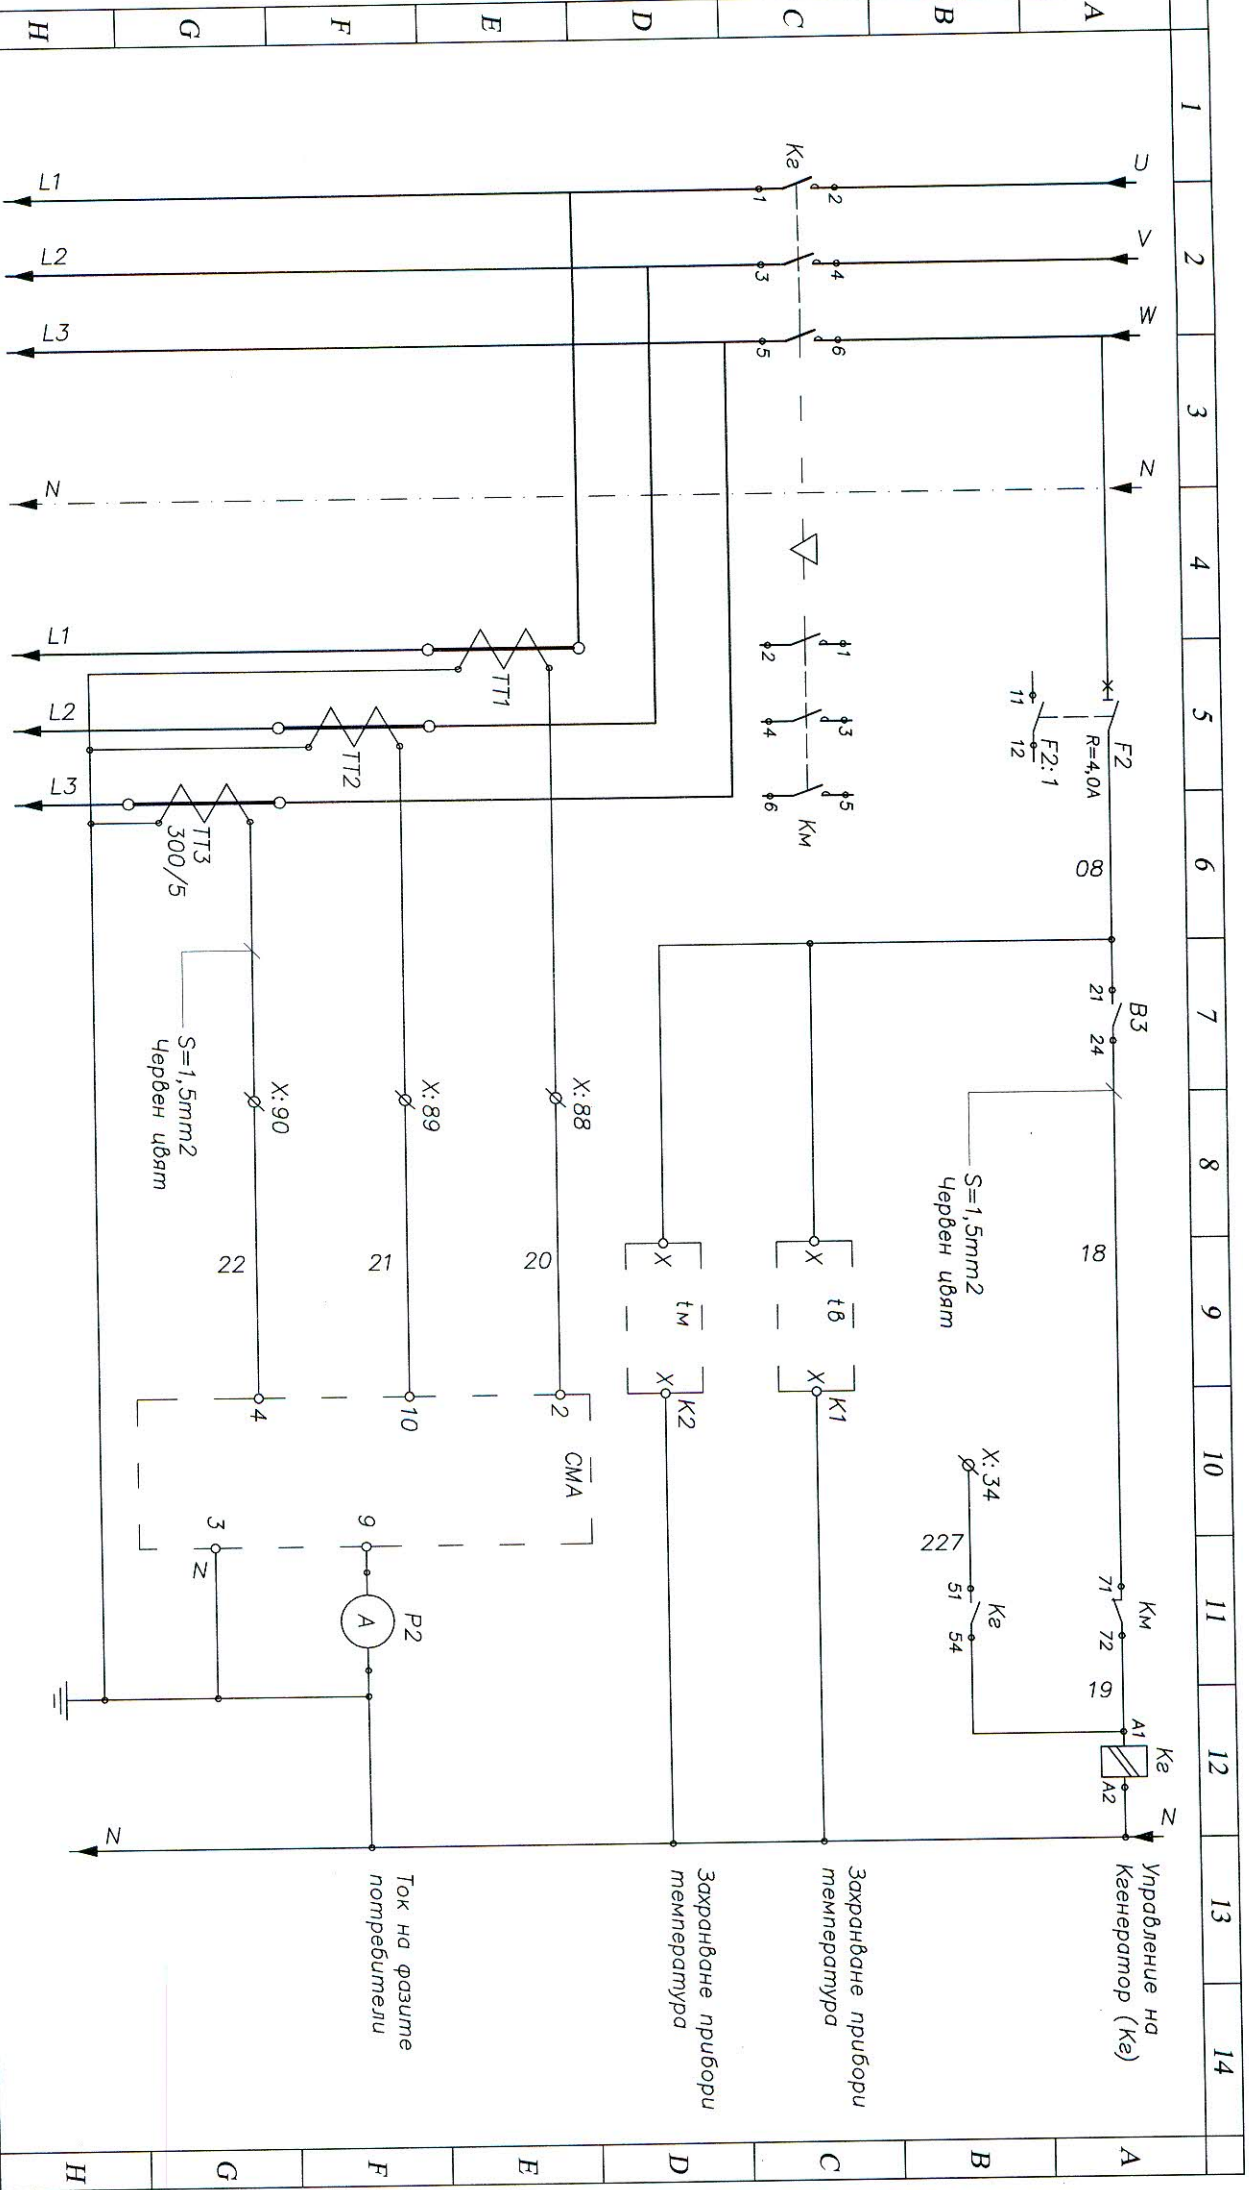 1
2
3
4
5
6
7
8
9
10
11
12
13
14
A
A
U
V
W
N
F2
R=4,0A
F2:1
11
12
08
B3
21
24
18
Км
71
72
19
A1
Кг
A2
N
Управление на
Кгенератор (Кг)
B
B
S=1,5mm2
Червен цвят
X:34
227
Кг
51
54
C
C
Кг
2
1
4
3
6
5
1
2
3
4
5
6
Км
X
tв
X
K1
Захранване прибори
температура
D
D
X
tм
X
K2
Захранване прибори
температура
E
E
TT1
X:88
20
2
CMA
F
F
TT2
X:89
21
10
9
P2
A
Ток на фазите
потребители
G
G
TT3
300/5
S=1,5mm2
Червен цвят
X:90
22
4
3
N
H
H
L1
L2
L3
N
L1
L2
L3
N